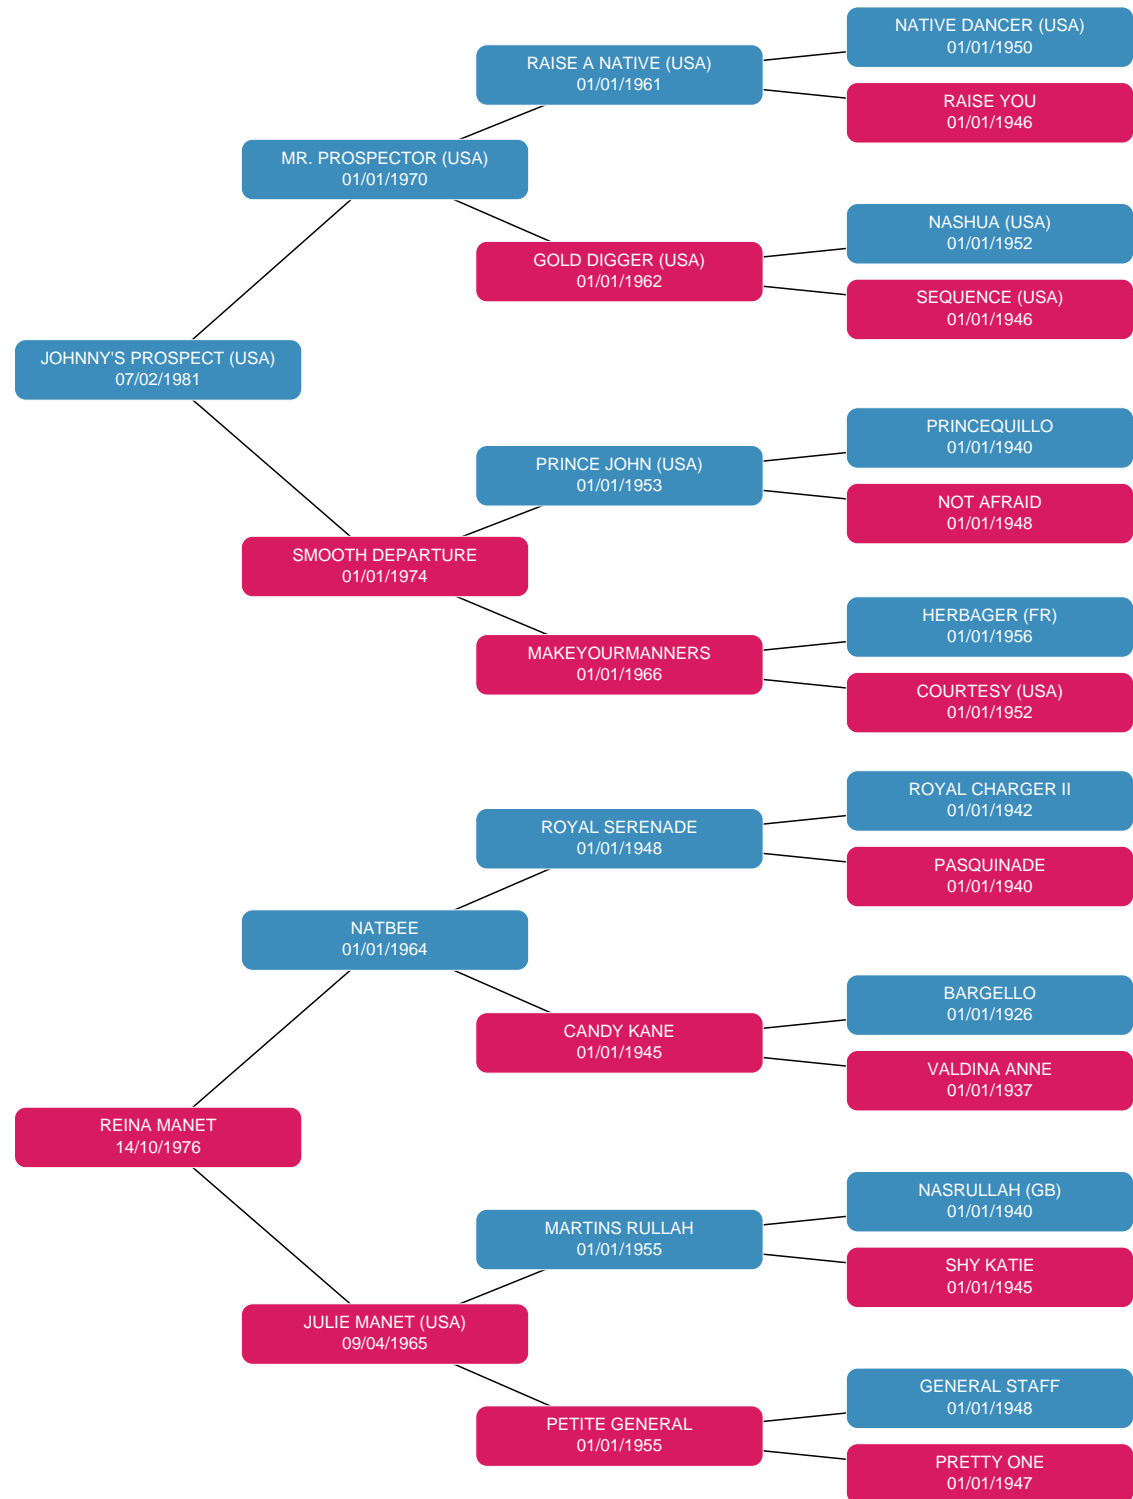 NATIVE DANCER (USA)
01/01/1950
RAISE A NATIVE (USA)
01/01/1961
RAISE YOU
01/01/1946
MR. PROSPECTOR (USA)
01/01/1970
NASHUA (USA)
01/01/1952
GOLD DIGGER (USA)
01/01/1962
SEQUENCE (USA)
01/01/1946
JOHNNY'S PROSPECT (USA)
07/02/1981
PRINCEQUILLO
01/01/1940
PRINCE JOHN (USA)
01/01/1953
NOT AFRAID
01/01/1948
SMOOTH DEPARTURE
01/01/1974
HERBAGER (FR)
01/01/1956
MAKEYOURMANNERS
01/01/1966
COURTESY (USA)
01/01/1952
ROYAL CHARGER II
01/01/1942
ROYAL SERENADE
01/01/1948
PASQUINADE
01/01/1940
NATBEE
01/01/1964
BARGELLO
01/01/1926
CANDY KANE
01/01/1945
VALDINA ANNE
01/01/1937
REINA MANET
14/10/1976
NASRULLAH (GB)
01/01/1940
MARTINS RULLAH
01/01/1955
SHY KATIE
01/01/1945
JULIE MANET (USA)
09/04/1965
GENERAL STAFF
01/01/1948
PETITE GENERAL
01/01/1955
PRETTY ONE
01/01/1947